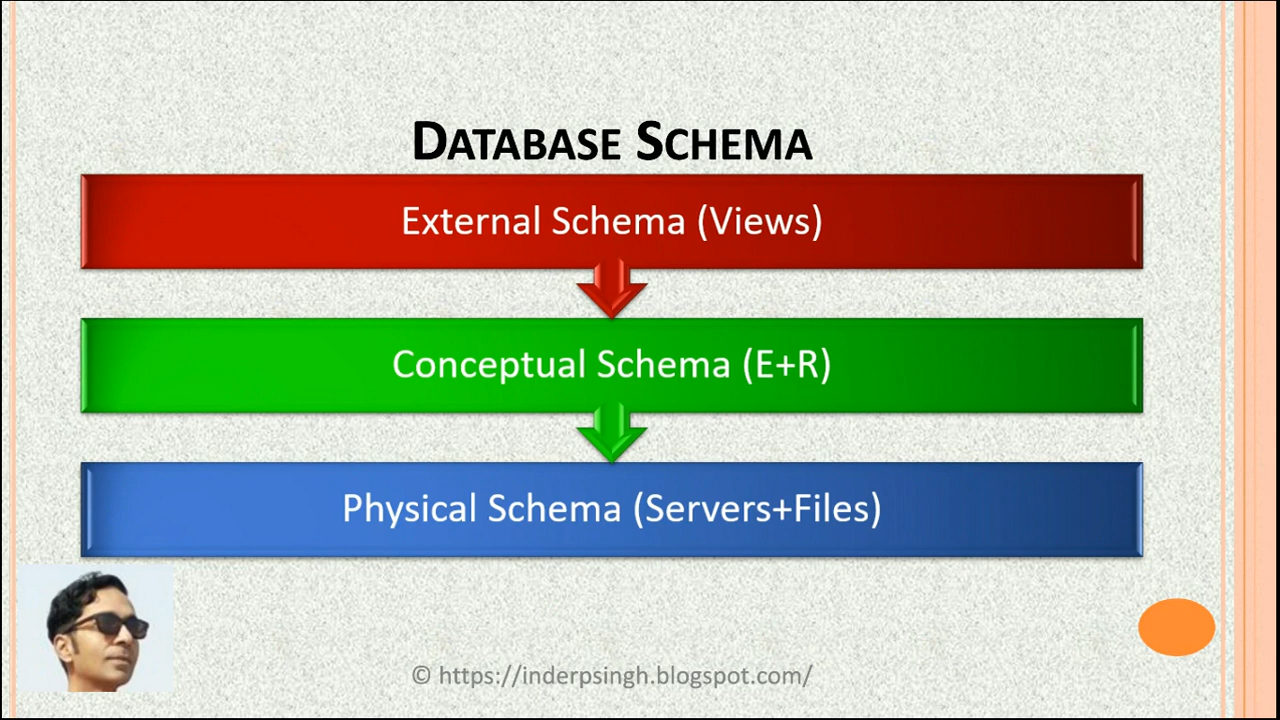 DATABASE SCHEMA
External Schema (Views)
Conceptual Schema (E+R)
Physical Schema (Servers+Files)
© https://inderpsingh.blogspot.com/